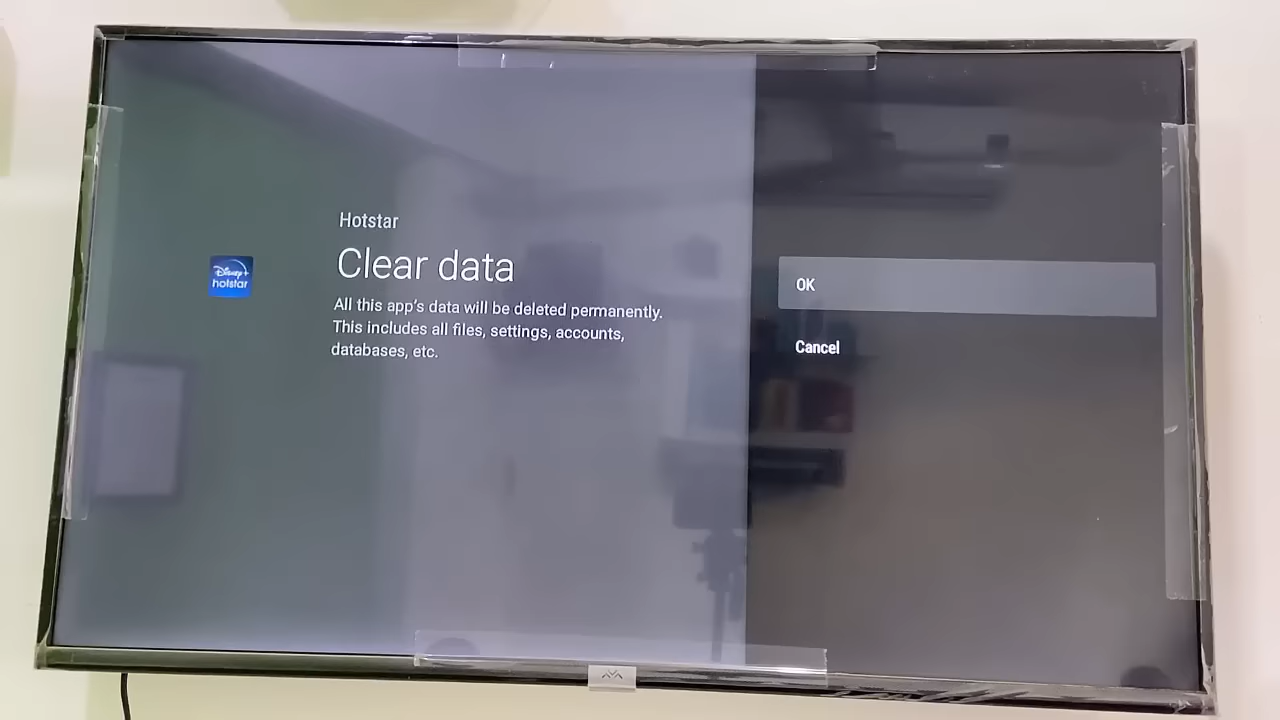 Hotstar
Clear data
Disney+
hotstar
All this app's data will be deleted permanently.
This includes all files, settings, accounts,
databases, etc.
OK
Cancel